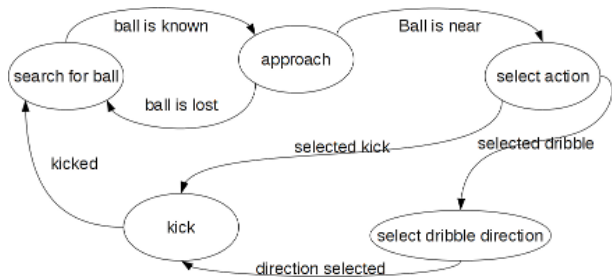 ball is known
Ball is near
search for ball
approach
select action
ball is lost
selected kick
selected dribble
kicked
kick
select dribble direction
direction selected